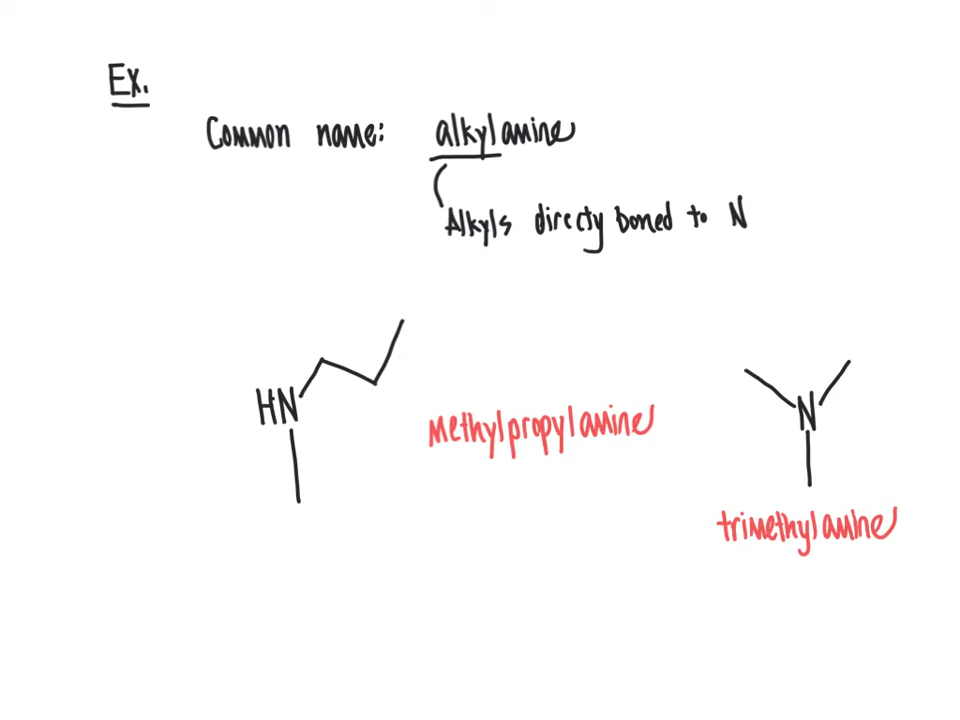 Ex.
Common name: alkylamine
Alkyls directy boned to N
HN
methylpropylamine
N
trimethylamine